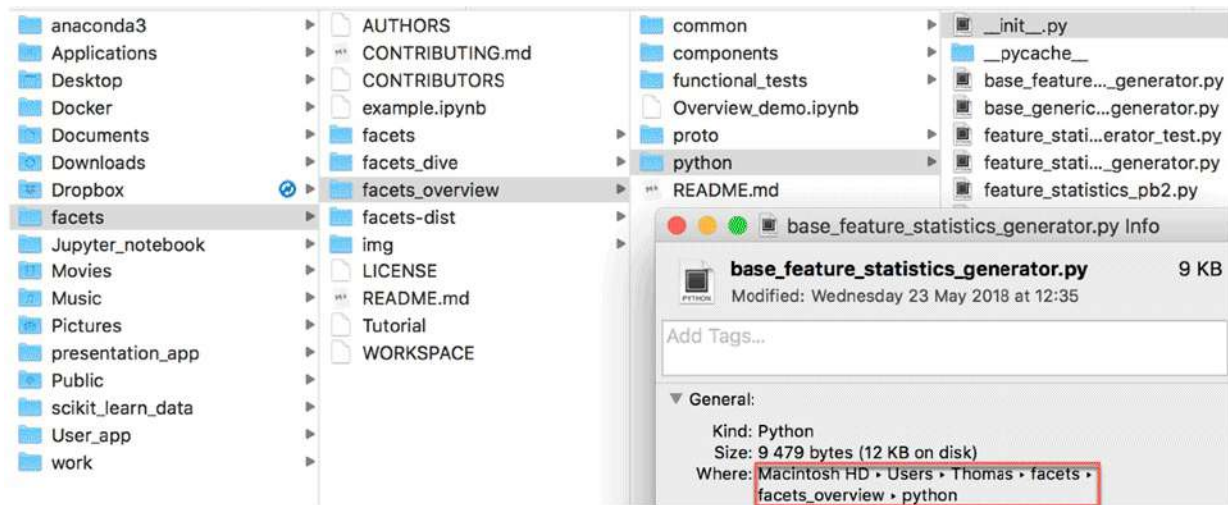 anaconda3
Applications
Desktop
Docker
Documents
Downloads
Dropbox
facets
Jupyter_notebook
Movies
Music
Pictures
presentation_app
Public
scikit_learn_data
User_app
work
AUTHORS
CONTRIBUTING.md
CONTRIBUTORS
example.ipynb
facets
facets_dive
facets_overview
facets-dist
img
LICENSE
README.md
Tutorial
WORKSPACE
common
components
functional_tests
Overview_demo.ipynb
proto
python
README.md
__init__.py
__pycache__
base_feature..._generator.py
base_generic...generator.py
feature_stati...erator_test.py
feature_stati..._generator.py
feature_statistics_pb2.py
base_feature_statistics_generator.py Info
base_feature_statistics_generator.py 9 KB
Modified: Wednesday 23 May 2018 at 12:35
PYTHON
Add Tags...
General:
Kind: Python
Size: 9 479 bytes (12 KB on disk)
Where: Macintosh HD ▸ Users ▸ Thomas ▸ facets ▸
facets_overview ▸ python